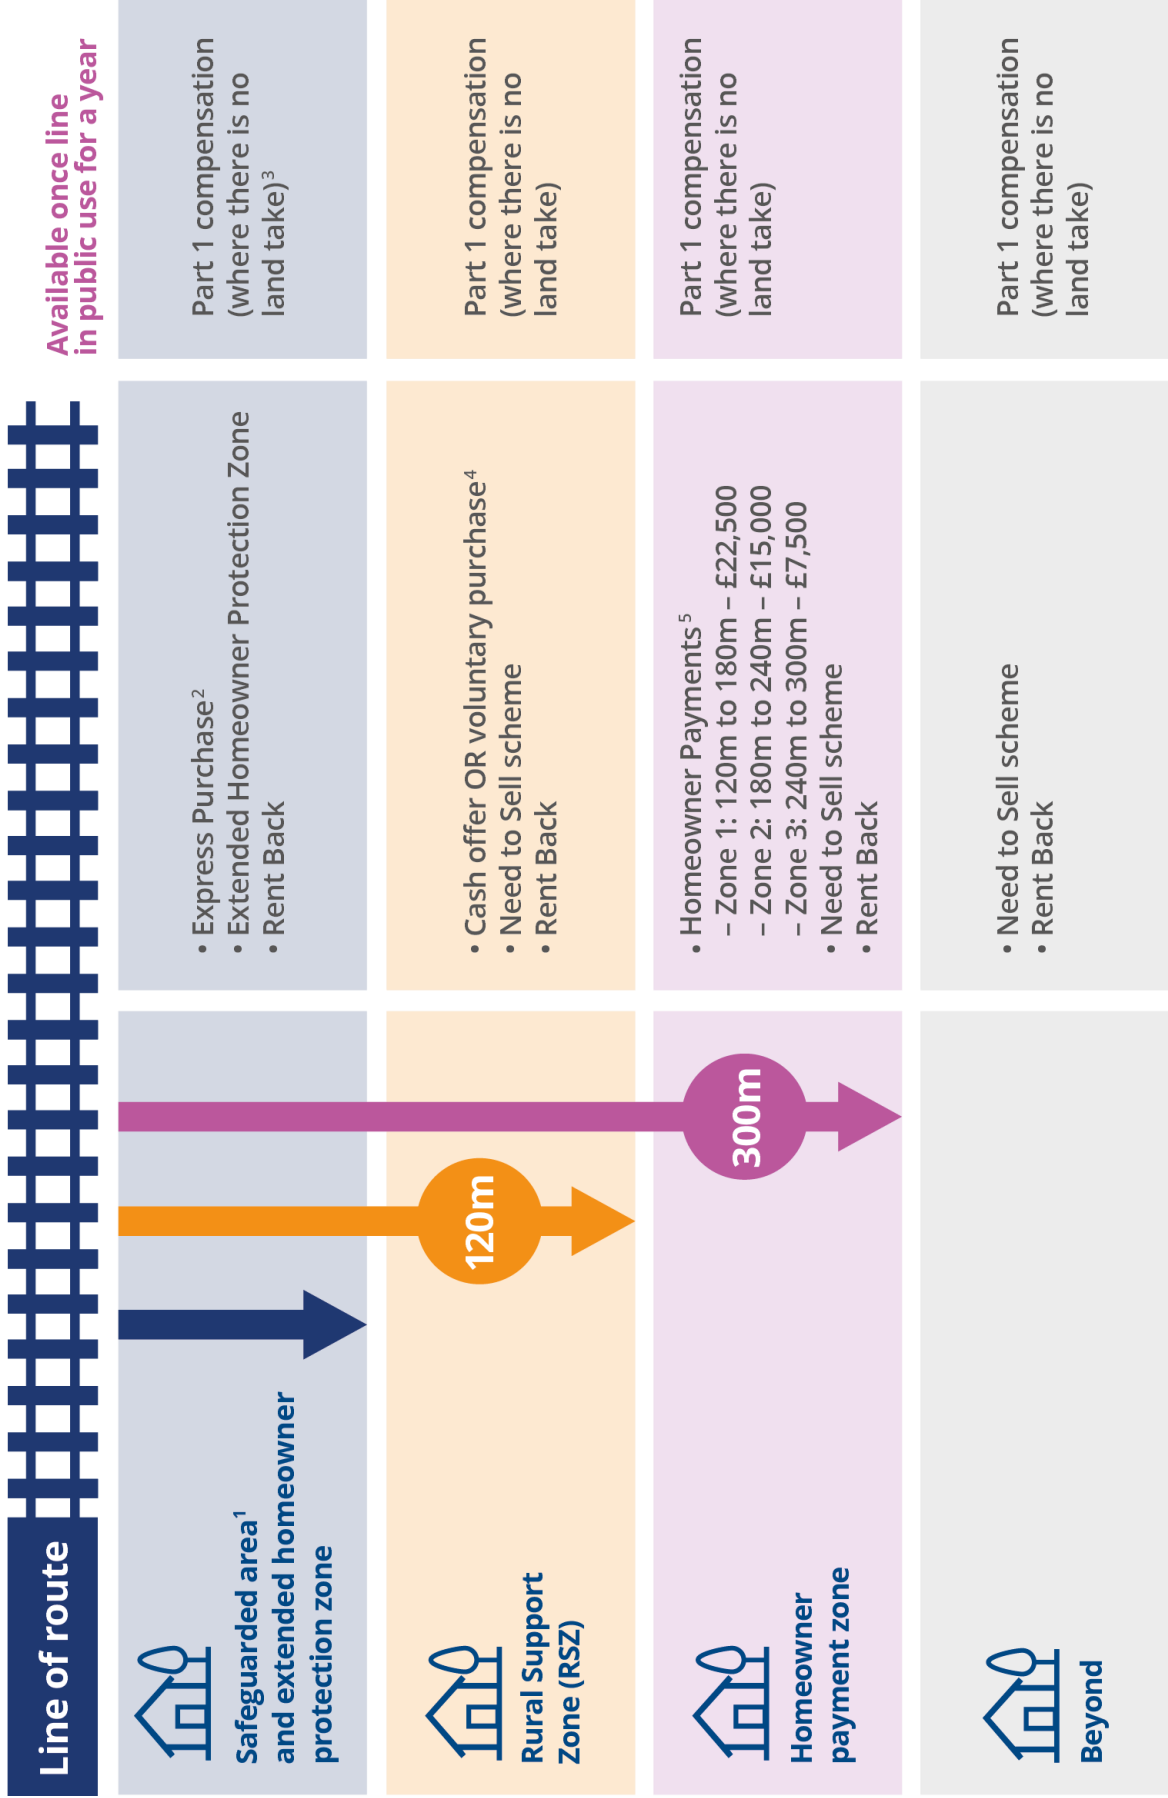 Line of route
Available once line
in public use for a year
Safeguarded area¹
and extended homeowner
protection zone
• Express Purchase²
• Extended Homeowner Protection Zone
• Rent Back
Part 1 compensation
(where there is no
land take)³
Rural Support
Zone (RSZ)
120m
• Cash offer OR voluntary purchase⁴
• Need to Sell scheme
• Rent Back
Part 1 compensation
(where there is no
land take)
Homeowner
payment zone
300m
• Homeowner Payments⁵
– Zone 1: 120m to 180m – £22,500
– Zone 2: 180m to 240m – £15,000
– Zone 3: 240m to 300m – £7,500
• Need to Sell scheme
• Rent Back
Part 1 compensation
(where there is no
land take)
Beyond
• Need to Sell scheme
• Rent Back
Part 1 compensation
(where there is no
land take)